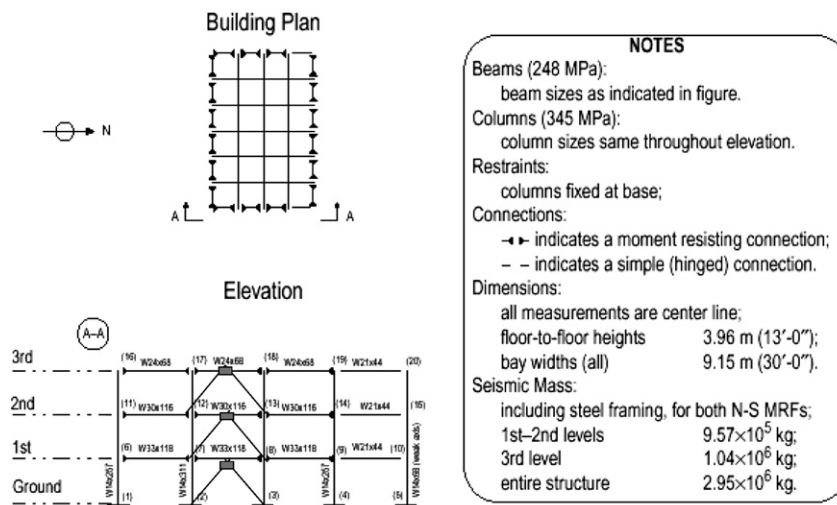 Building Plan
N
A
A
Elevation
A–A
3rd
(16)
W24x68
(17)
W24x68
(18)
W24x68
(19)
W21x44
(20)
2nd
(11)
W30x116
(12)
W30x116
(13)
W30x116
(14)
W21x44
(15)
1st
(6)
W33x118
(7)
W33x118
(8)
W33x118
(9)
W21x44
(10)
W14x257
W14x311
W14x257
W14x68 (weak axis)
Ground
(1)
(2)
(3)
(4)
(5)
NOTES
Beams (248 MPa):
beam sizes as indicated in figure.
Columns (345 MPa):
column sizes same throughout elevation.
Restraints:
columns fixed at base;
Connections:
indicates a moment resisting connection;
indicates a simple (hinged) connection.
Dimensions:
all measurements are center line;
floor-to-floor heights 3.96 m (13′-0″);
bay widths (all) 9.15 m (30′-0″).
Seismic Mass:
including steel framing, for both N-S MRFs;
1st–2nd levels 9.57×10⁵ kg;
3rd level 1.04×10⁶ kg;
entire structure 2.95×10⁶ kg.